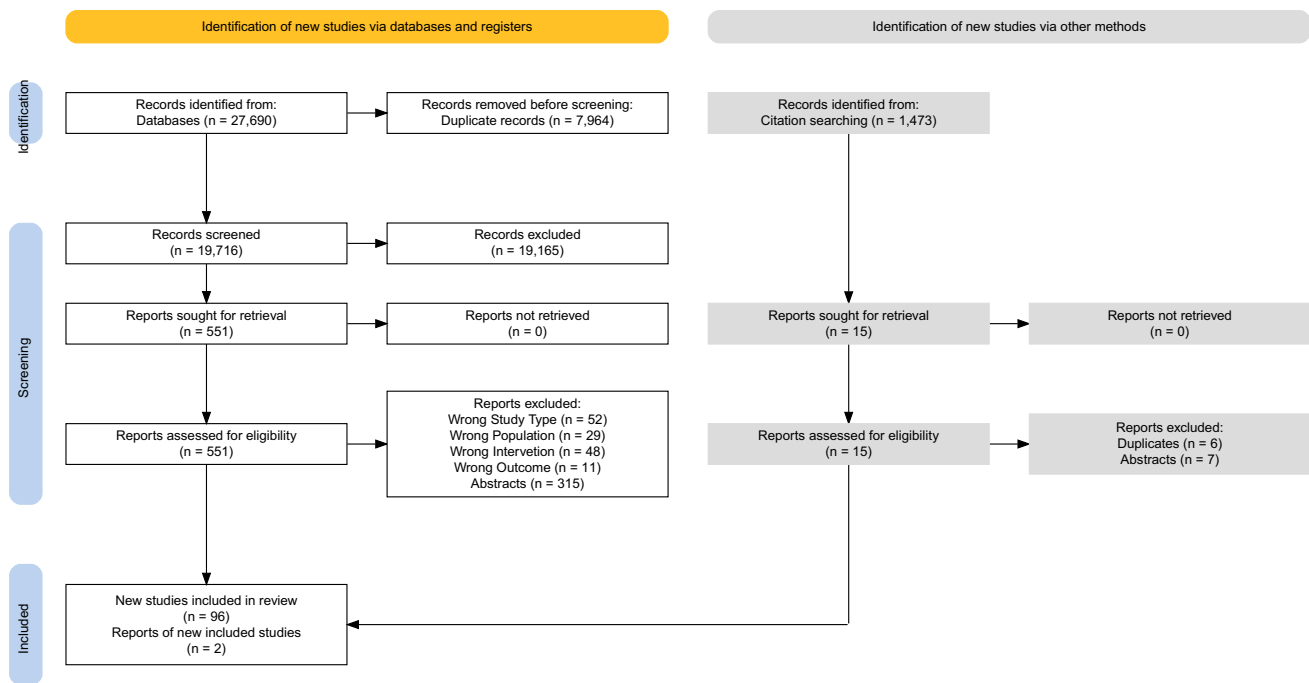 Identification of new studies via databases and registers
Identification of new studies via other methods
Identification
Records identified from:
Databases (n = 27,690)
Records removed before screening:
Duplicate records (n = 7,964)
Records identified from:
Citation searching (n = 1,473)
Screening
Records screened
(n = 19,716)
Records excluded
(n = 19,165)
Reports sought for retrieval
(n = 551)
Reports not retrieved
(n = 0)
Reports sought for retrieval
(n = 15)
Reports not retrieved
(n = 0)
Reports assessed for eligibility
(n = 551)
Reports excluded:
Wrong Study Type (n = 52)
Wrong Population (n = 29)
Wrong Intervetion (n = 48)
Wrong Outcome (n = 11)
Abstracts (n = 315)
Reports assessed for eligibility
(n = 15)
Reports excluded:
Duplicates (n = 6)
Abstracts (n = 7)
Included
New studies included in review
(n = 96)
Reports of new included studies
(n = 2)